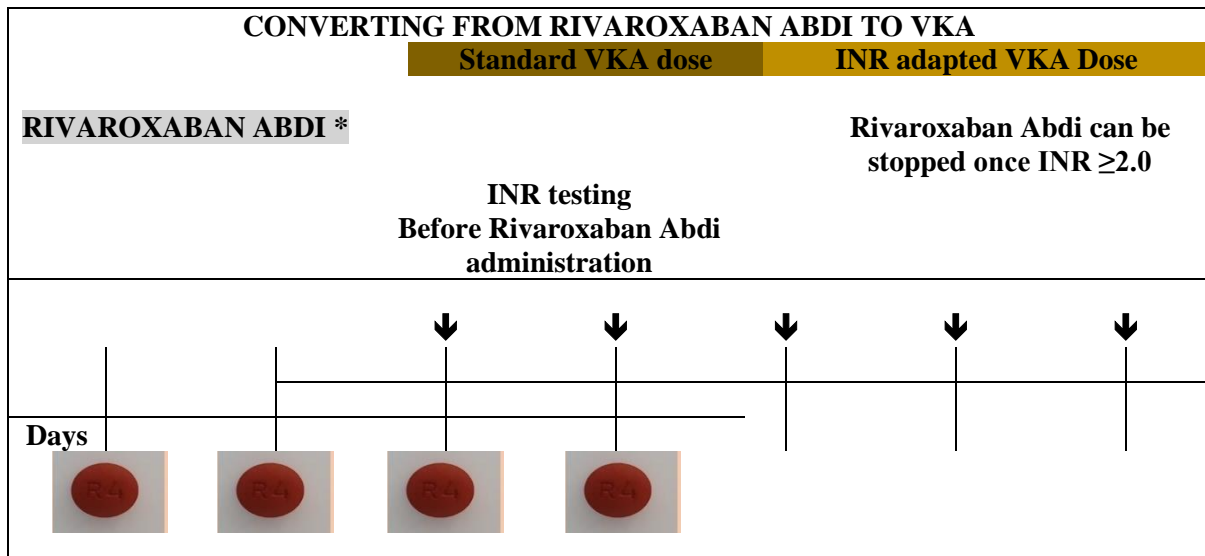 CONVERTING FROM RIVAROXABAN ABDI TO VKA
Standard VKA dose
INR adapted VKA Dose
RIVAROXABAN ABDI *
Rivaroxaban Abdi can be
stopped once INR ≥2.0
INR testing
Before Rivaroxaban Abdi
administration
Days
R4
R4
R4
R4